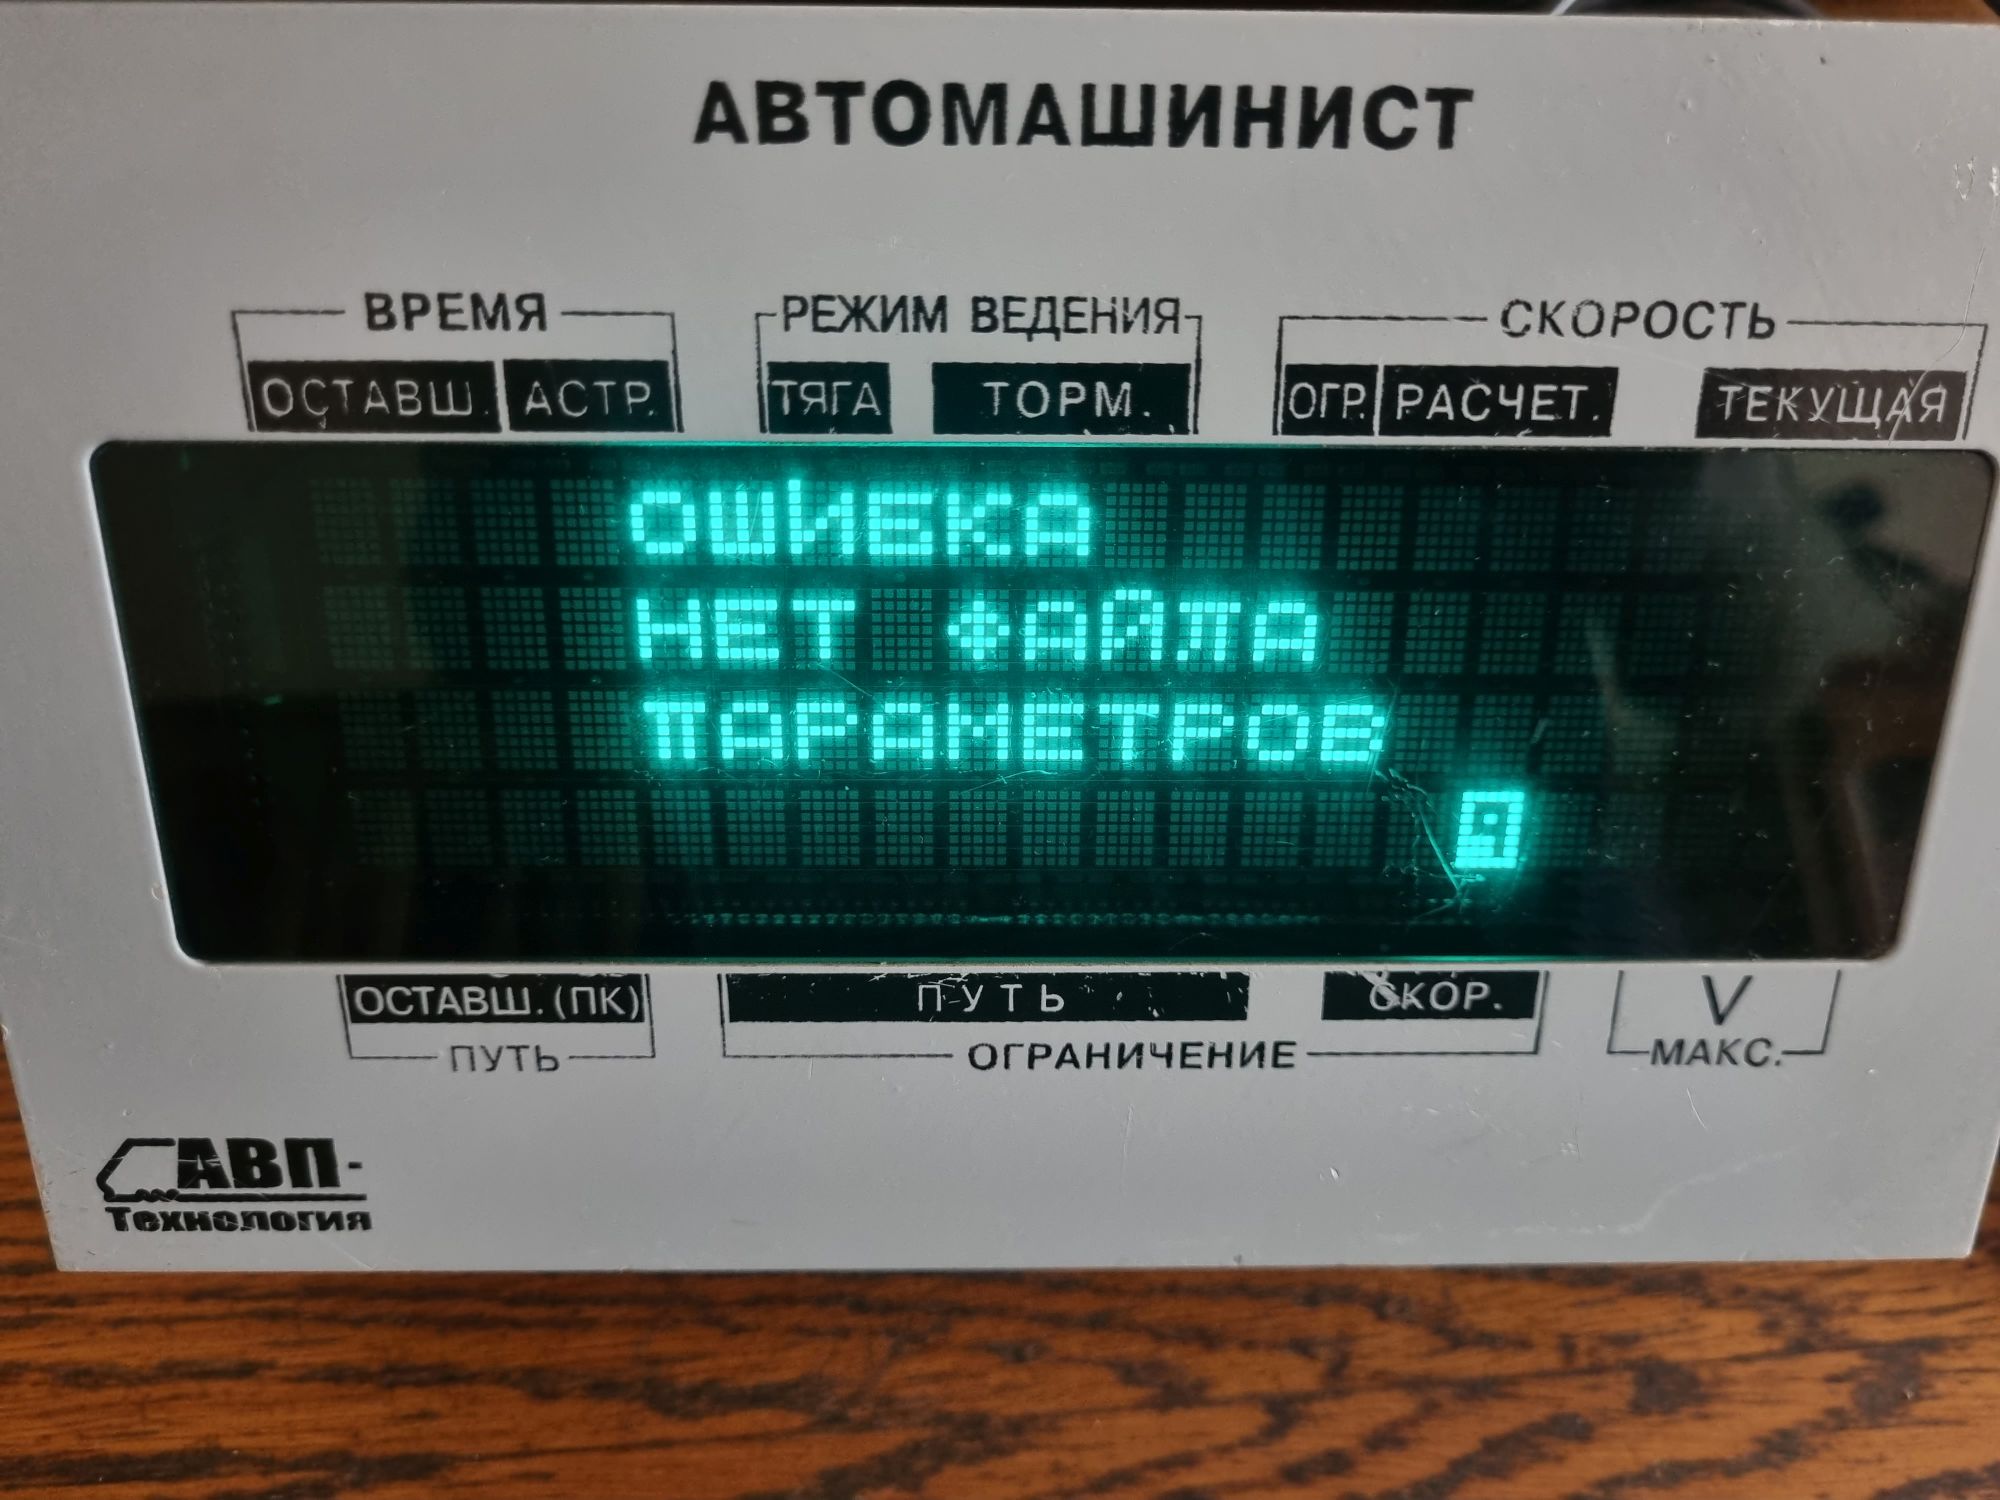 АВТОМАШИНИСТ
ВРЕМЯ РЕЖИМ ВЕДЕНИЯ СКОРОСТЬ
ОСТАВШ. АСТР. ТЯГА ТОРМ. ОГР. РАСЧЕТ. ТЕКУЩАЯ
ОШИБКА
НЕТ ФАЙЛА
ПАРАМЕТРОВ
ОСТАВШ.(ПК) ПУТЬ СКОР. V
ПУТЬ ОГРАНИЧЕНИЕ МАКС.
АВП-
Технология